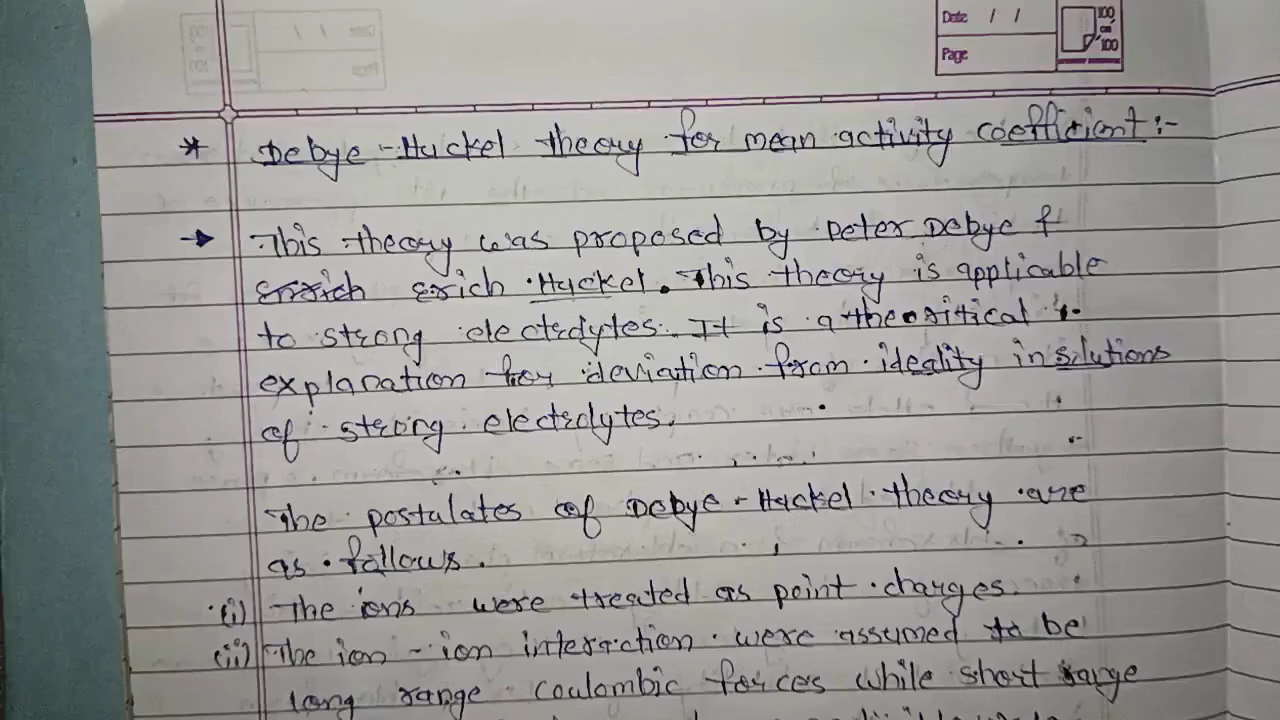 Date / /
Page
100
cm
100
* Debye - Huckel theory for mean activity coefficient :-
→ This theory was proposed by Peter Debye &
Erich Huckel. This theory is applicable
to strong electrolytes. It is a theoritical
explanation for deviation from ideality in solutions
of strong electrolytes.
The postulates of Debye - Huckel theory are
as follows.
(i) The ions were treated as point charges.
(ii) The ion - ion interaction were assumed to be
long range coulombic forces while short range